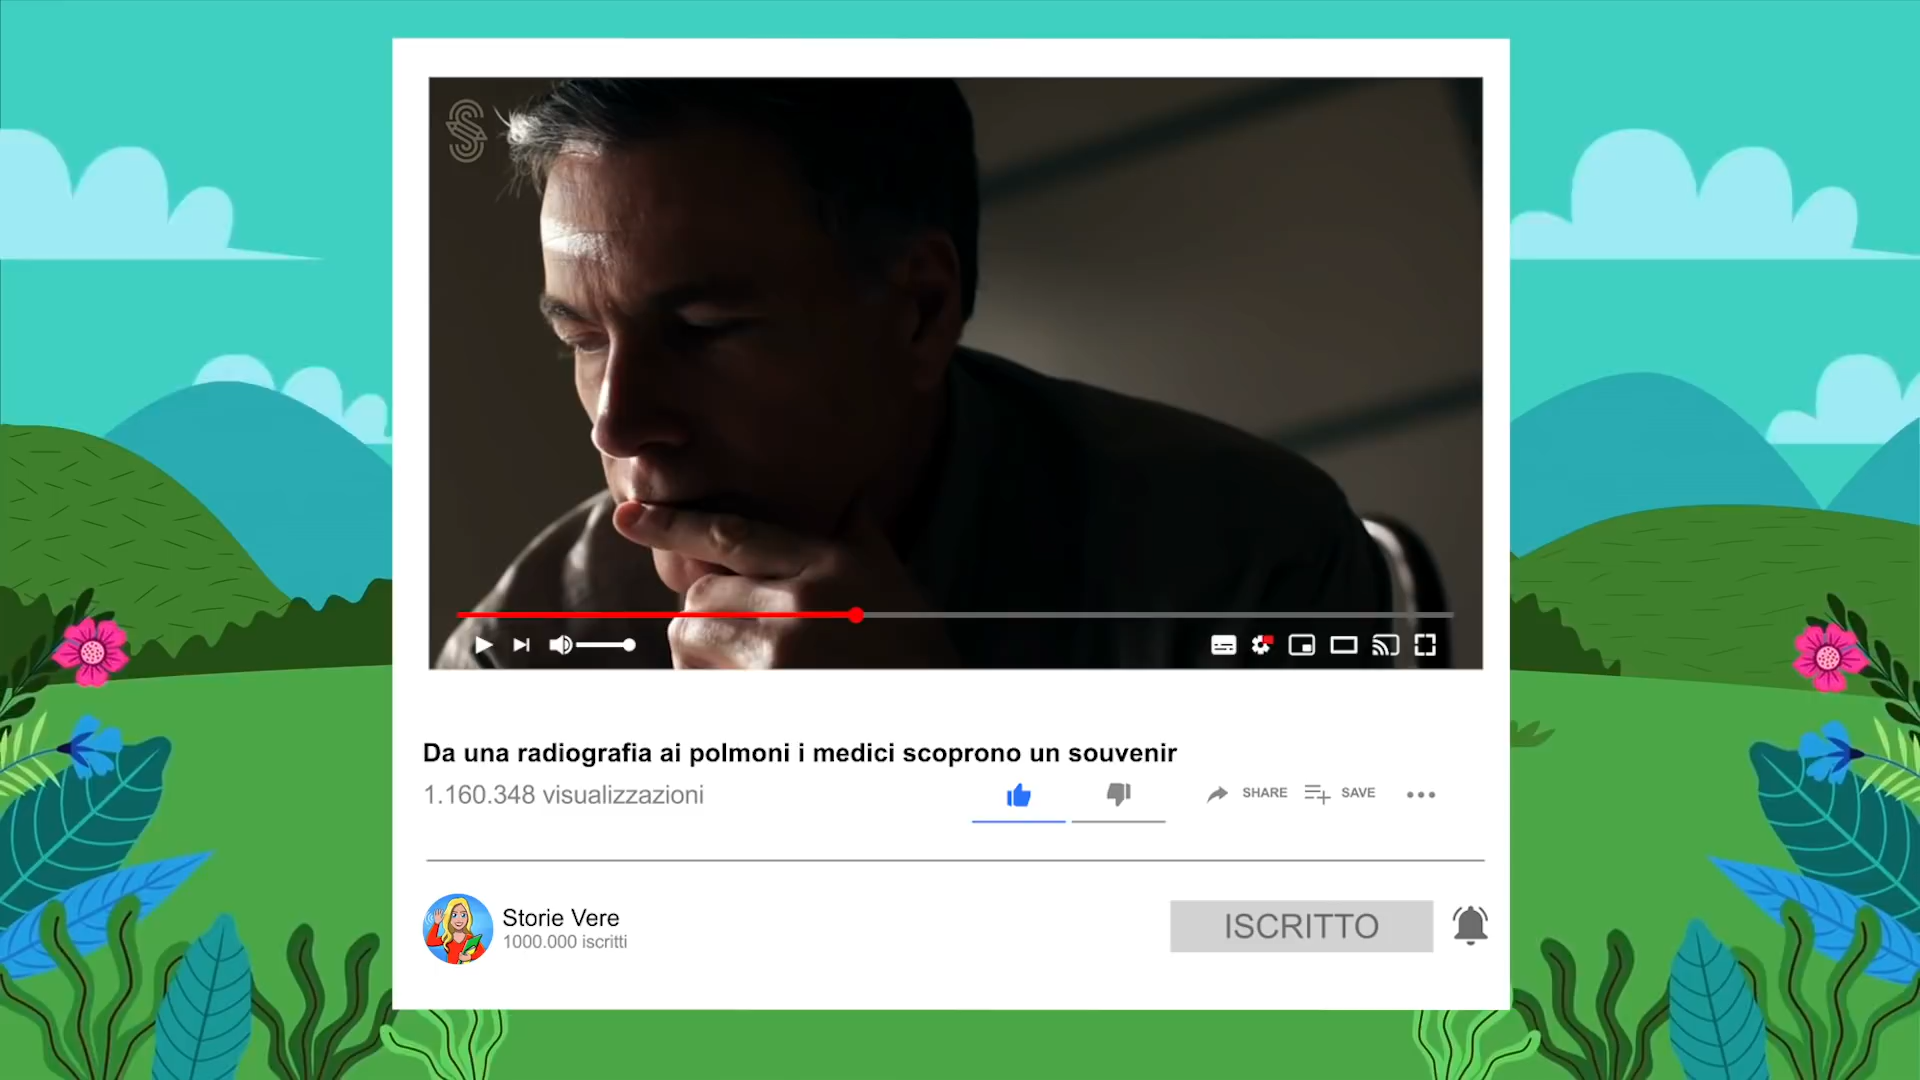 Da una radiografia ai polmoni i medici scoprono un souvenir
1.160.348 visualizzazioni
SHARE
SAVE
Storie Vere
1000.000 iscritti
ISCRITTO